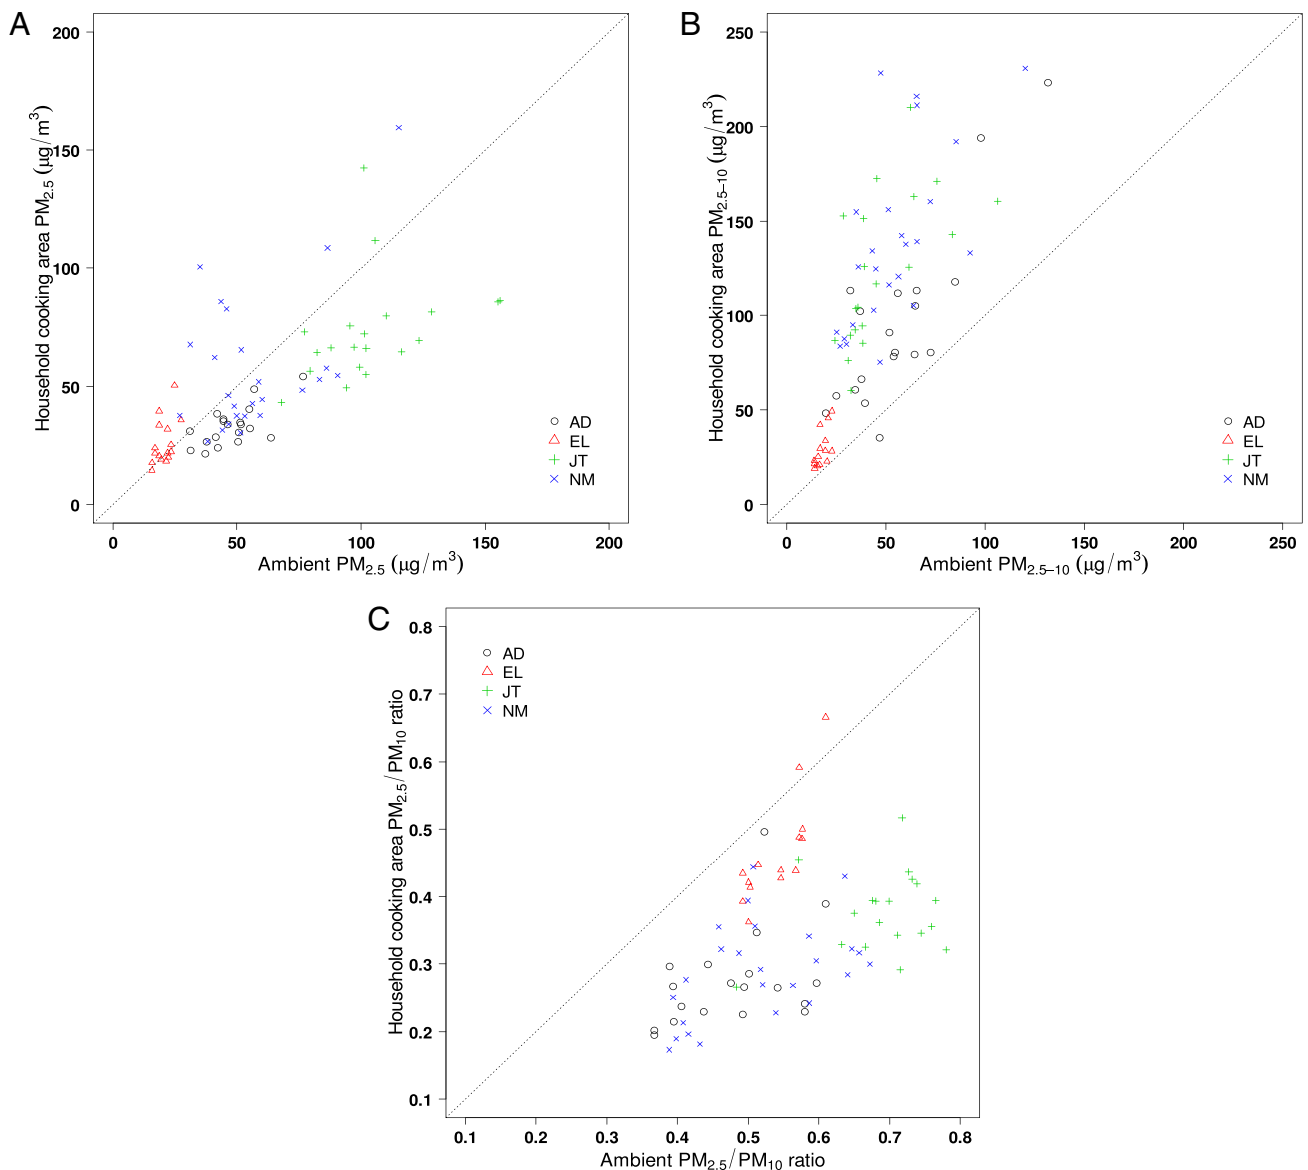 A
Household cooking area PM2.5 (μg/m3)
200
150
100
50
0
0 50 100 150 200
Ambient PM2.5 (μg/m3)
AD
EL
JT
NM
B
Household cooking area PM2.5–10 (μg/m3)
250
200
150
100
50
0
0 50 100 150 200 250
Ambient PM2.5–10 (μg/m3)
AD
EL
JT
NM
C
Household cooking area PM2.5/PM10 ratio
0.8
0.7
0.6
0.5
0.4
0.3
0.2
0.1
0.1 0.2 0.3 0.4 0.5 0.6 0.7 0.8
Ambient PM2.5/PM10 ratio
AD
EL
JT
NM